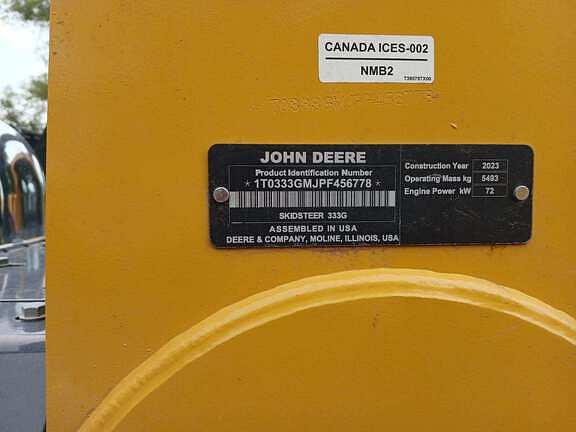 CANADA ICES-002
NMB2
JOHN DEERE
Product Identification Number
* 1T0333GMJPF456778 *
SKIDSTEER 333G
ASSEMBLED IN USA
DEERE & COMPANY, MOLINE, ILLINOIS, USA
Construction Year 2023
Operating Mass kg 5493
Engine Power kW 72